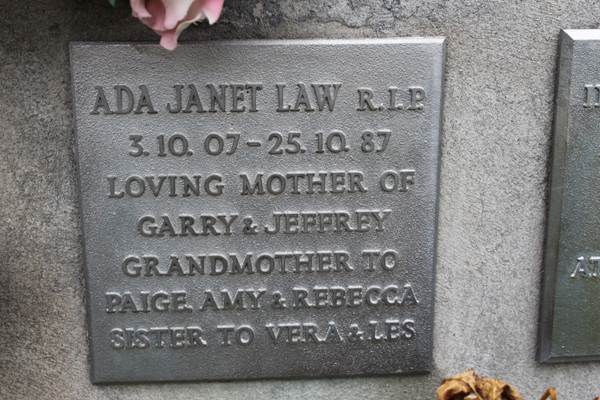 ADA JANET LAW R.I.P.
3.10.07-25.10.87
LOVING MOTHER OF
GARRY & JEFFREY
GRANDMOTHER TO
PAIGE, AMY & REBECCA
SISTER TO VERA & LES